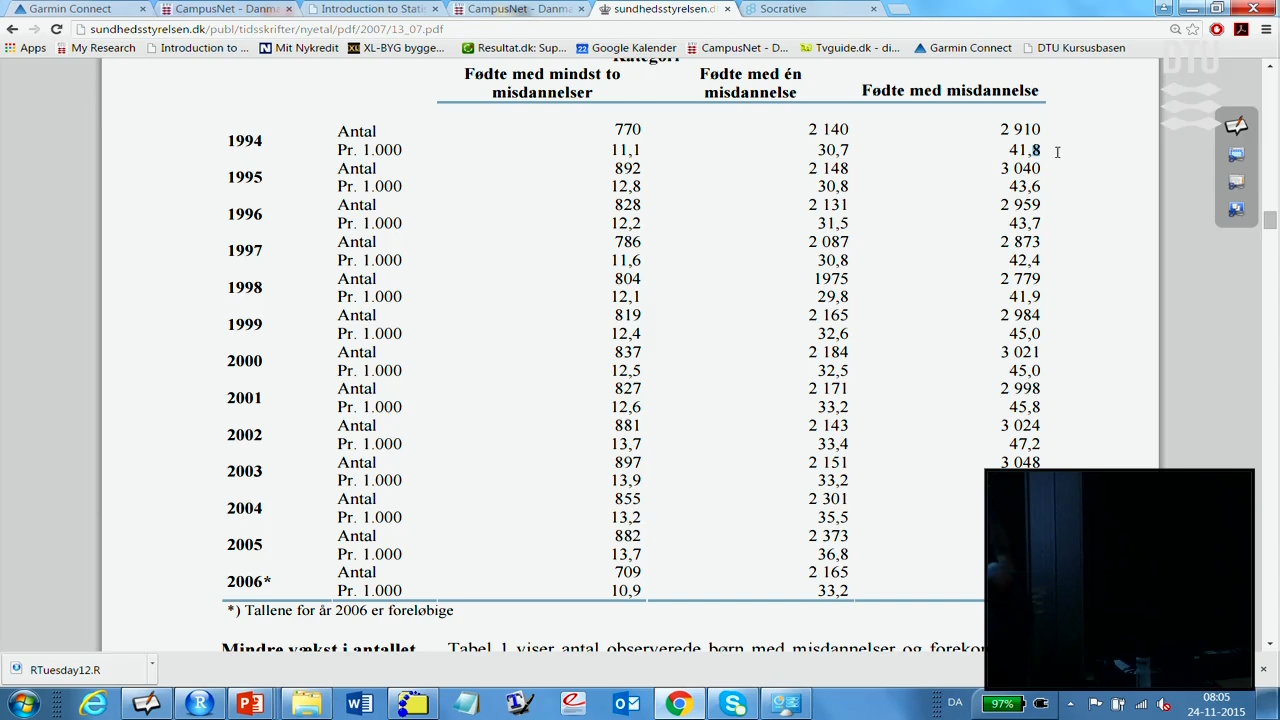 Garmin Connect
CampusNet - Danma
Introduction to Stati
CampusNet - Danma
sundhedsstyrelsen.d
Socrative
sundhedsstyrelsen.dk/publ/tidsskrifter/nyetal/pdf/2007/13_07.pdf
Apps My Research Introduction to ... Mit Nykredit XL-BYG bygge... Resultat.dk: Sup... Google Kalender CampusNet - D... Tvguide.dk - di... Garmin Connect DTU Kursusbasen
DTU
Kategori
Fødte med mindst to misdannelser
Fødte med én misdannelse
Fødte med misdannelse
1994 Antal 770 2 140 2 910
Pr. 1.000 11,1 30,7 41,8
1995 Antal 892 2 148 3 040
Pr. 1.000 12,8 30,8 43,6
1996 Antal 828 2 131 2 959
Pr. 1.000 12,2 31,5 43,7
1997 Antal 786 2 087 2 873
Pr. 1.000 11,6 30,8 42,4
1998 Antal 804 1975 2 779
Pr. 1.000 12,1 29,8 41,9
1999 Antal 819 2 165 2 984
Pr. 1.000 12,4 32,6 45,0
2000 Antal 837 2 184 3 021
Pr. 1.000 12,5 32,5 45,0
2001 Antal 827 2 171 2 998
Pr. 1.000 12,6 33,2 45,8
2002 Antal 881 2 143 3 024
Pr. 1.000 13,7 33,4 47,2
2003 Antal 897 2 151 3 048
Pr. 1.000 13,9 33,2
2004 Antal 855 2 301
Pr. 1.000 13,2 35,5
2005 Antal 882 2 373
Pr. 1.000 13,7 36,8
2006* Antal 709 2 165
Pr. 1.000 10,9 33,2
*) Tallene for år 2006 er foreløbige
Mindre vækst i antallet Tabel 1 viser antal observerede børn med misdannelser og forekom
RTuesday12.R
DA 97% 08:05
24-11-2015